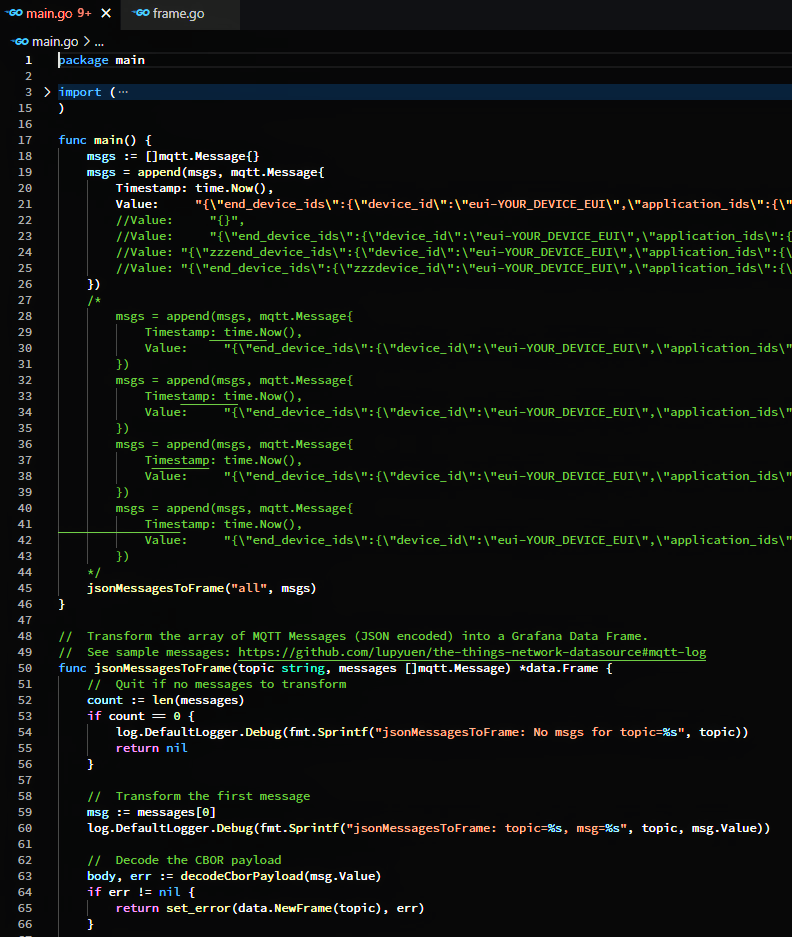 main.go 9+ × frame.go
main.go > ...
1 package main
2
3 > import (⋯
15 )
16
17 func main() {
18 msgs := []mqtt.Message{}
19 msgs = append(msgs, mqtt.Message{
20 Timestamp: time.Now(),
21 Value: "{\"end_device_ids\":{\"device_id\":\"eui-YOUR_DEVICE_EUI\",\"application_ids\":{\"
22 //Value: "{}",
23 //Value: "{\"end_device_ids\":{\"device_id\":\"eui-YOUR_DEVICE_EUI\",\"application_ids\":{
24 //Value: "{\"zzzend_device_ids\":{\"device_id\":\"eui-YOUR_DEVICE_EUI\",\"application_ids\":{\
25 //Value: "{\"end_device_ids\":{\"zzzdevice_id\":\"eui-YOUR_DEVICE_EUI\",\"application_ids\":{\
26 })
27 /*
28 msgs = append(msgs, mqtt.Message{
29 Timestamp: time.Now(),
30 Value: "{\"end_device_ids\":{\"device_id\":\"eui-YOUR_DEVICE_EUI\",\"application_ids\"
31 })
32 msgs = append(msgs, mqtt.Message{
33 Timestamp: time.Now(),
34 Value: "{\"end_device_ids\":{\"device_id\":\"eui-YOUR_DEVICE_EUI\",\"application_ids\"
35 })
36 msgs = append(msgs, mqtt.Message{
37 Timestamp: time.Now(),
38 Value: "{\"end_device_ids\":{\"device_id\":\"eui-YOUR_DEVICE_EUI\",\"application_ids\"
39 })
40 msgs = append(msgs, mqtt.Message{
41 Timestamp: time.Now(),
42 Value: "{\"end_device_ids\":{\"device_id\":\"eui-YOUR_DEVICE_EUI\",\"application_ids\"
43 })
44 */
45 jsonMessagesToFrame("all", msgs)
46 }
47
48 // Transform the array of MQTT Messages (JSON encoded) into a Grafana Data Frame.
49 // See sample messages: https://github.com/lupyuen/the-things-network-datasource#mqtt-log
50 func jsonMessagesToFrame(topic string, messages []mqtt.Message) *data.Frame {
51 // Quit if no messages to transform
52 count := len(messages)
53 if count == 0 {
54 log.DefaultLogger.Debug(fmt.Sprintf("jsonMessagesToFrame: No msgs for topic=%s", topic))
55 return nil
56 }
57
58 // Transform the first message
59 msg := messages[0]
60 log.DefaultLogger.Debug(fmt.Sprintf("jsonMessagesToFrame: topic=%s, msg=%s", topic, msg.Value))
61
62 // Decode the CBOR payload
63 body, err := decodeCborPayload(msg.Value)
64 if err != nil {
65 return set_error(data.NewFrame(topic), err)
66 }